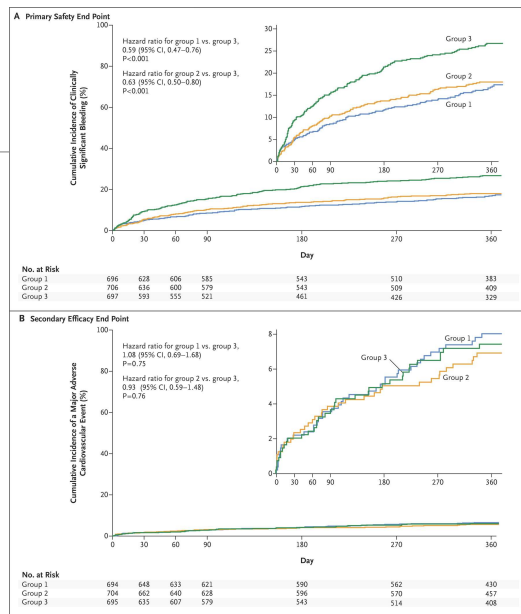 A Primary Safety End Point
Cumulative Incidence of Clinically
Significant Bleeding (%)
100
80
60
40
20
0
Hazard ratio for group 1 vs. group 3,
0.59 (95% CI, 0.47–0.76)
P<0.001
Hazard ratio for group 2 vs. group 3,
0.63 (95% CI, 0.50–0.80)
P<0.001
30
25
20
15
10
5
0
Group 3
Group 2
Group 1
0 30 60 90 180 270 360
0 30 60 90 180 270 360
Day
No. at Risk
Group 1 696 628 606 585 543 510 383
Group 2 706 636 600 579 543 509 409
Group 3 697 593 555 521 461 426 329
B Secondary Efficacy End Point
Cumulative Incidence of a Major Adverse
Cardiovascular Event (%)
100
80
60
40
20
0
Hazard ratio for group 1 vs. group 3,
1.08 (95% CI, 0.69–1.68)
P=0.75
Hazard ratio for group 2 vs. group 3,
0.93 (95% CI, 0.59–1.48)
P=0.76
8
6
4
2
0
Group 1
Group 3
Group 2
0 30 60 90 180 270 360
0 30 60 90 180 270 360
Day
No. at Risk
Group 1 694 648 633 621 590 562 430
Group 2 704 662 640 628 596 570 457
Group 3 695 635 607 579 543 514 408